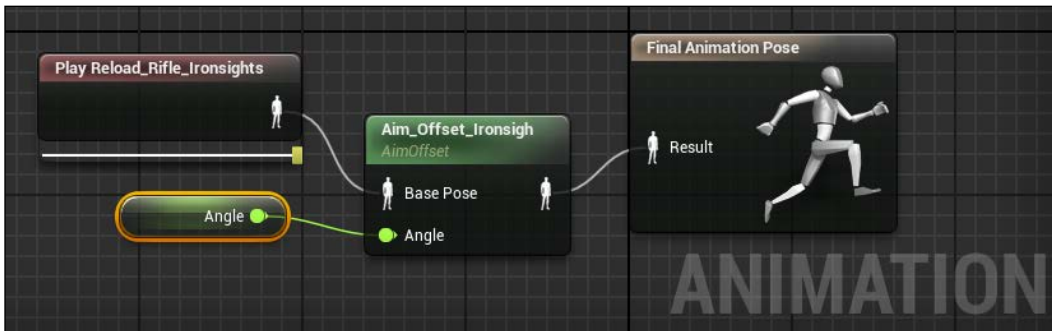 Play Reload_Rifle_Ironsights
Final Animation Pose
Aim_Offset_Ironsigh
AimOffset
Result
Base Pose
Angle
Angle
ANIMATION